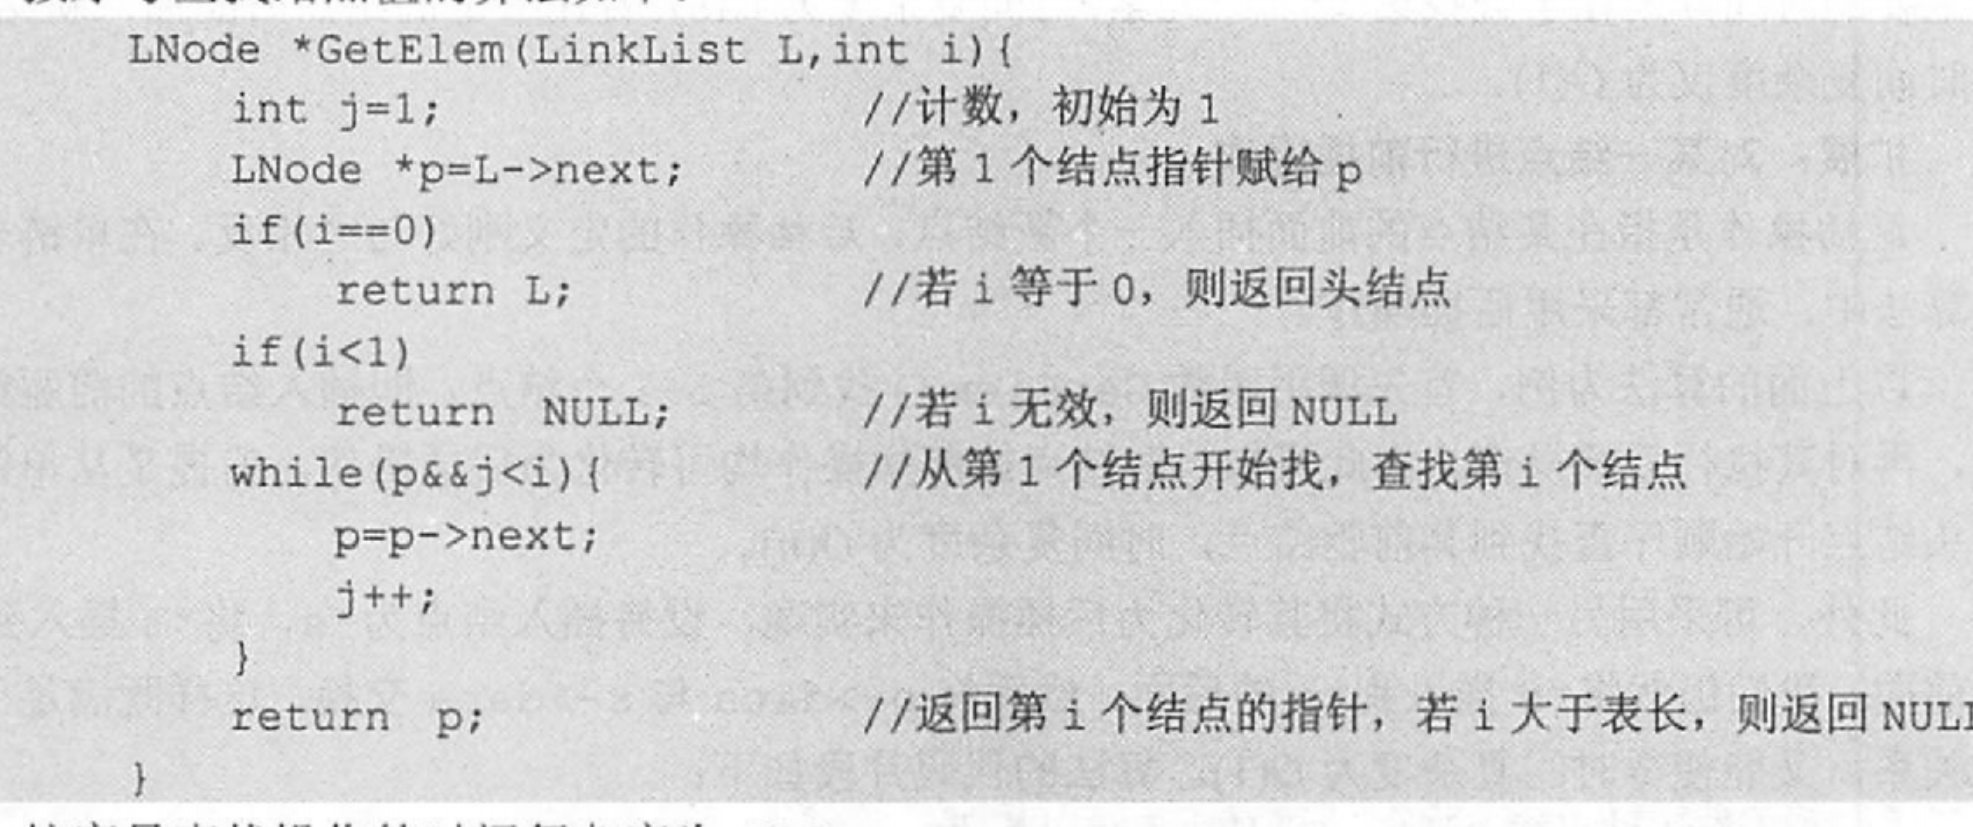 LNode *GetElem(LinkList L,int i){
int j=1; //计数，初始为1
LNode *p=L->next; //第1个结点指针赋给p
if(i==0)
return L; //若i等于0，则返回头结点
if(i<1)
return NULL; //若i无效，则返回NULL
while(p&&j<i){ //从第1个结点开始找，查找第i个结点
p=p->next;
j++;
}
return p; //返回第i个结点的指针，若i大于表长，则返回NULL
}